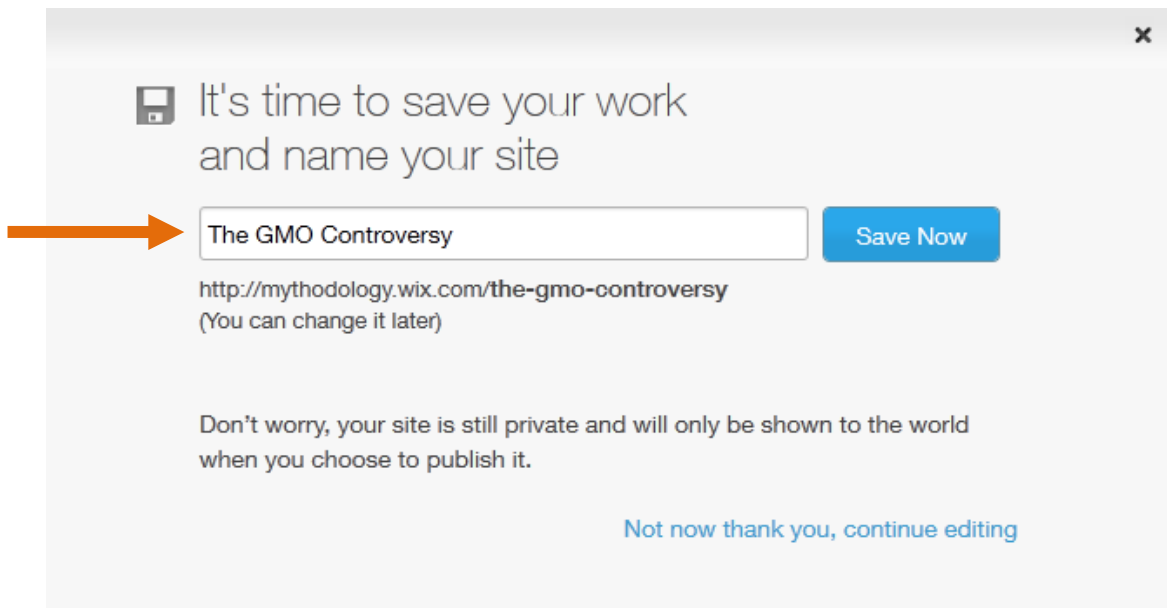 It's time to save your work
and name your site
The GMO Controversy
Save Now
http://mythodology.wix.com/the-gmo-controversy
(You can change it later)
Don’t worry, your site is still private and will only be shown to the world
when you choose to publish it.
Not now thank you, continue editing